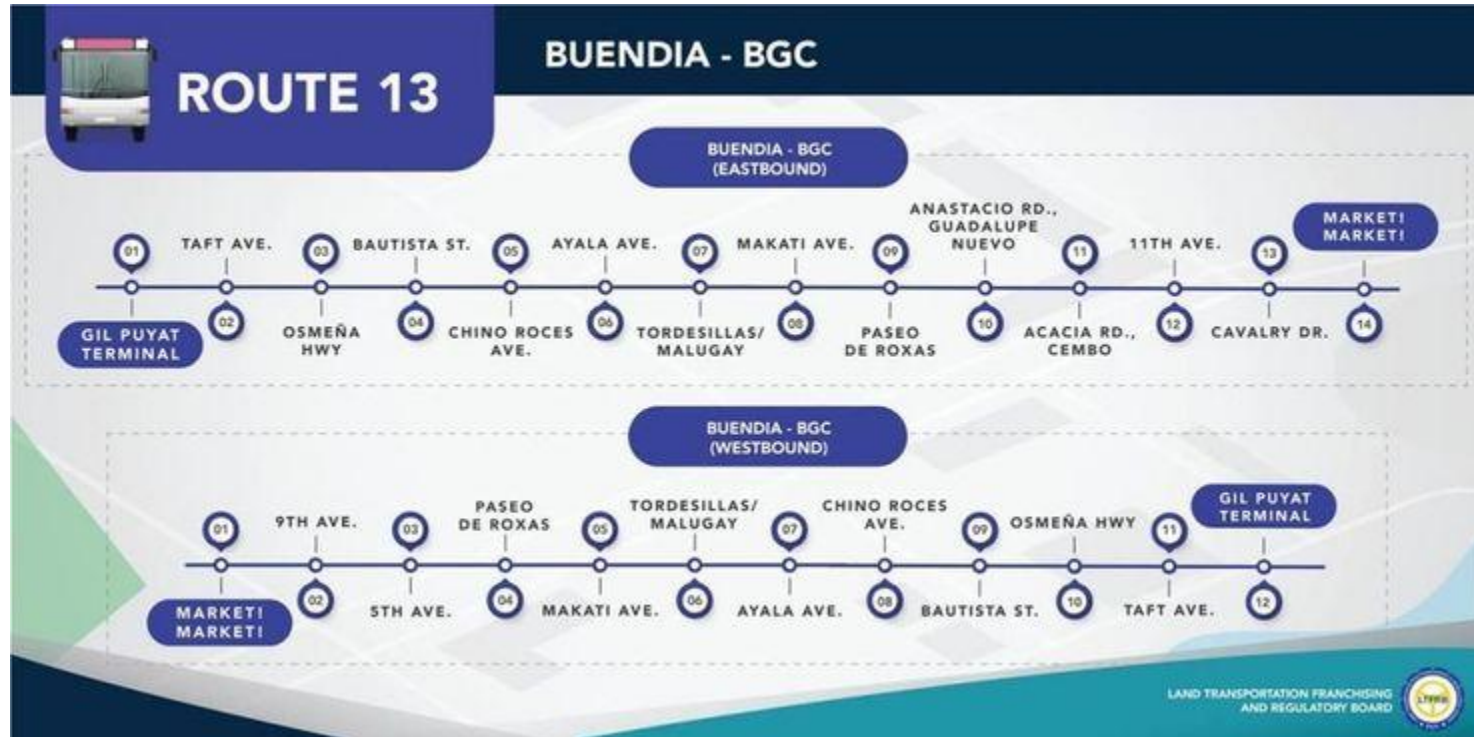 ROUTE 13
BUENDIA - BGC
BUENDIA - BGC
(EASTBOUND)
01
GIL PUYAT
TERMINAL
TAFT AVE.
02
03
OSMEÑA
HWY
BAUTISTA ST.
04
05
CHINO ROCES
AVE.
AYALA AVE.
06
07
TORDESILLAS/
MALUGAY
MAKATI AVE.
08
09
PASEO
DE ROXAS
ANASTACIO RD.,
GUADALUPE
NUEVO
10
11
ACACIA RD.,
CEMBO
11TH AVE.
12
13
CAVALRY DR.
MARKET!
MARKET!
14
BUENDIA - BGC
(WESTBOUND)
01
MARKET!
MARKET!
9TH AVE.
02
03
5TH AVE.
PASEO
DE ROXAS
04
05
MAKATI AVE.
TORDESILLAS/
MALUGAY
06
07
AYALA AVE.
CHINO ROCES
AVE.
08
09
BAUTISTA ST.
OSMEÑA HWY
10
11
TAFT AVE.
GIL PUYAT
TERMINAL
12
LAND TRANSPORTATION FRANCHISING
AND REGULATORY BOARD
LTFRB